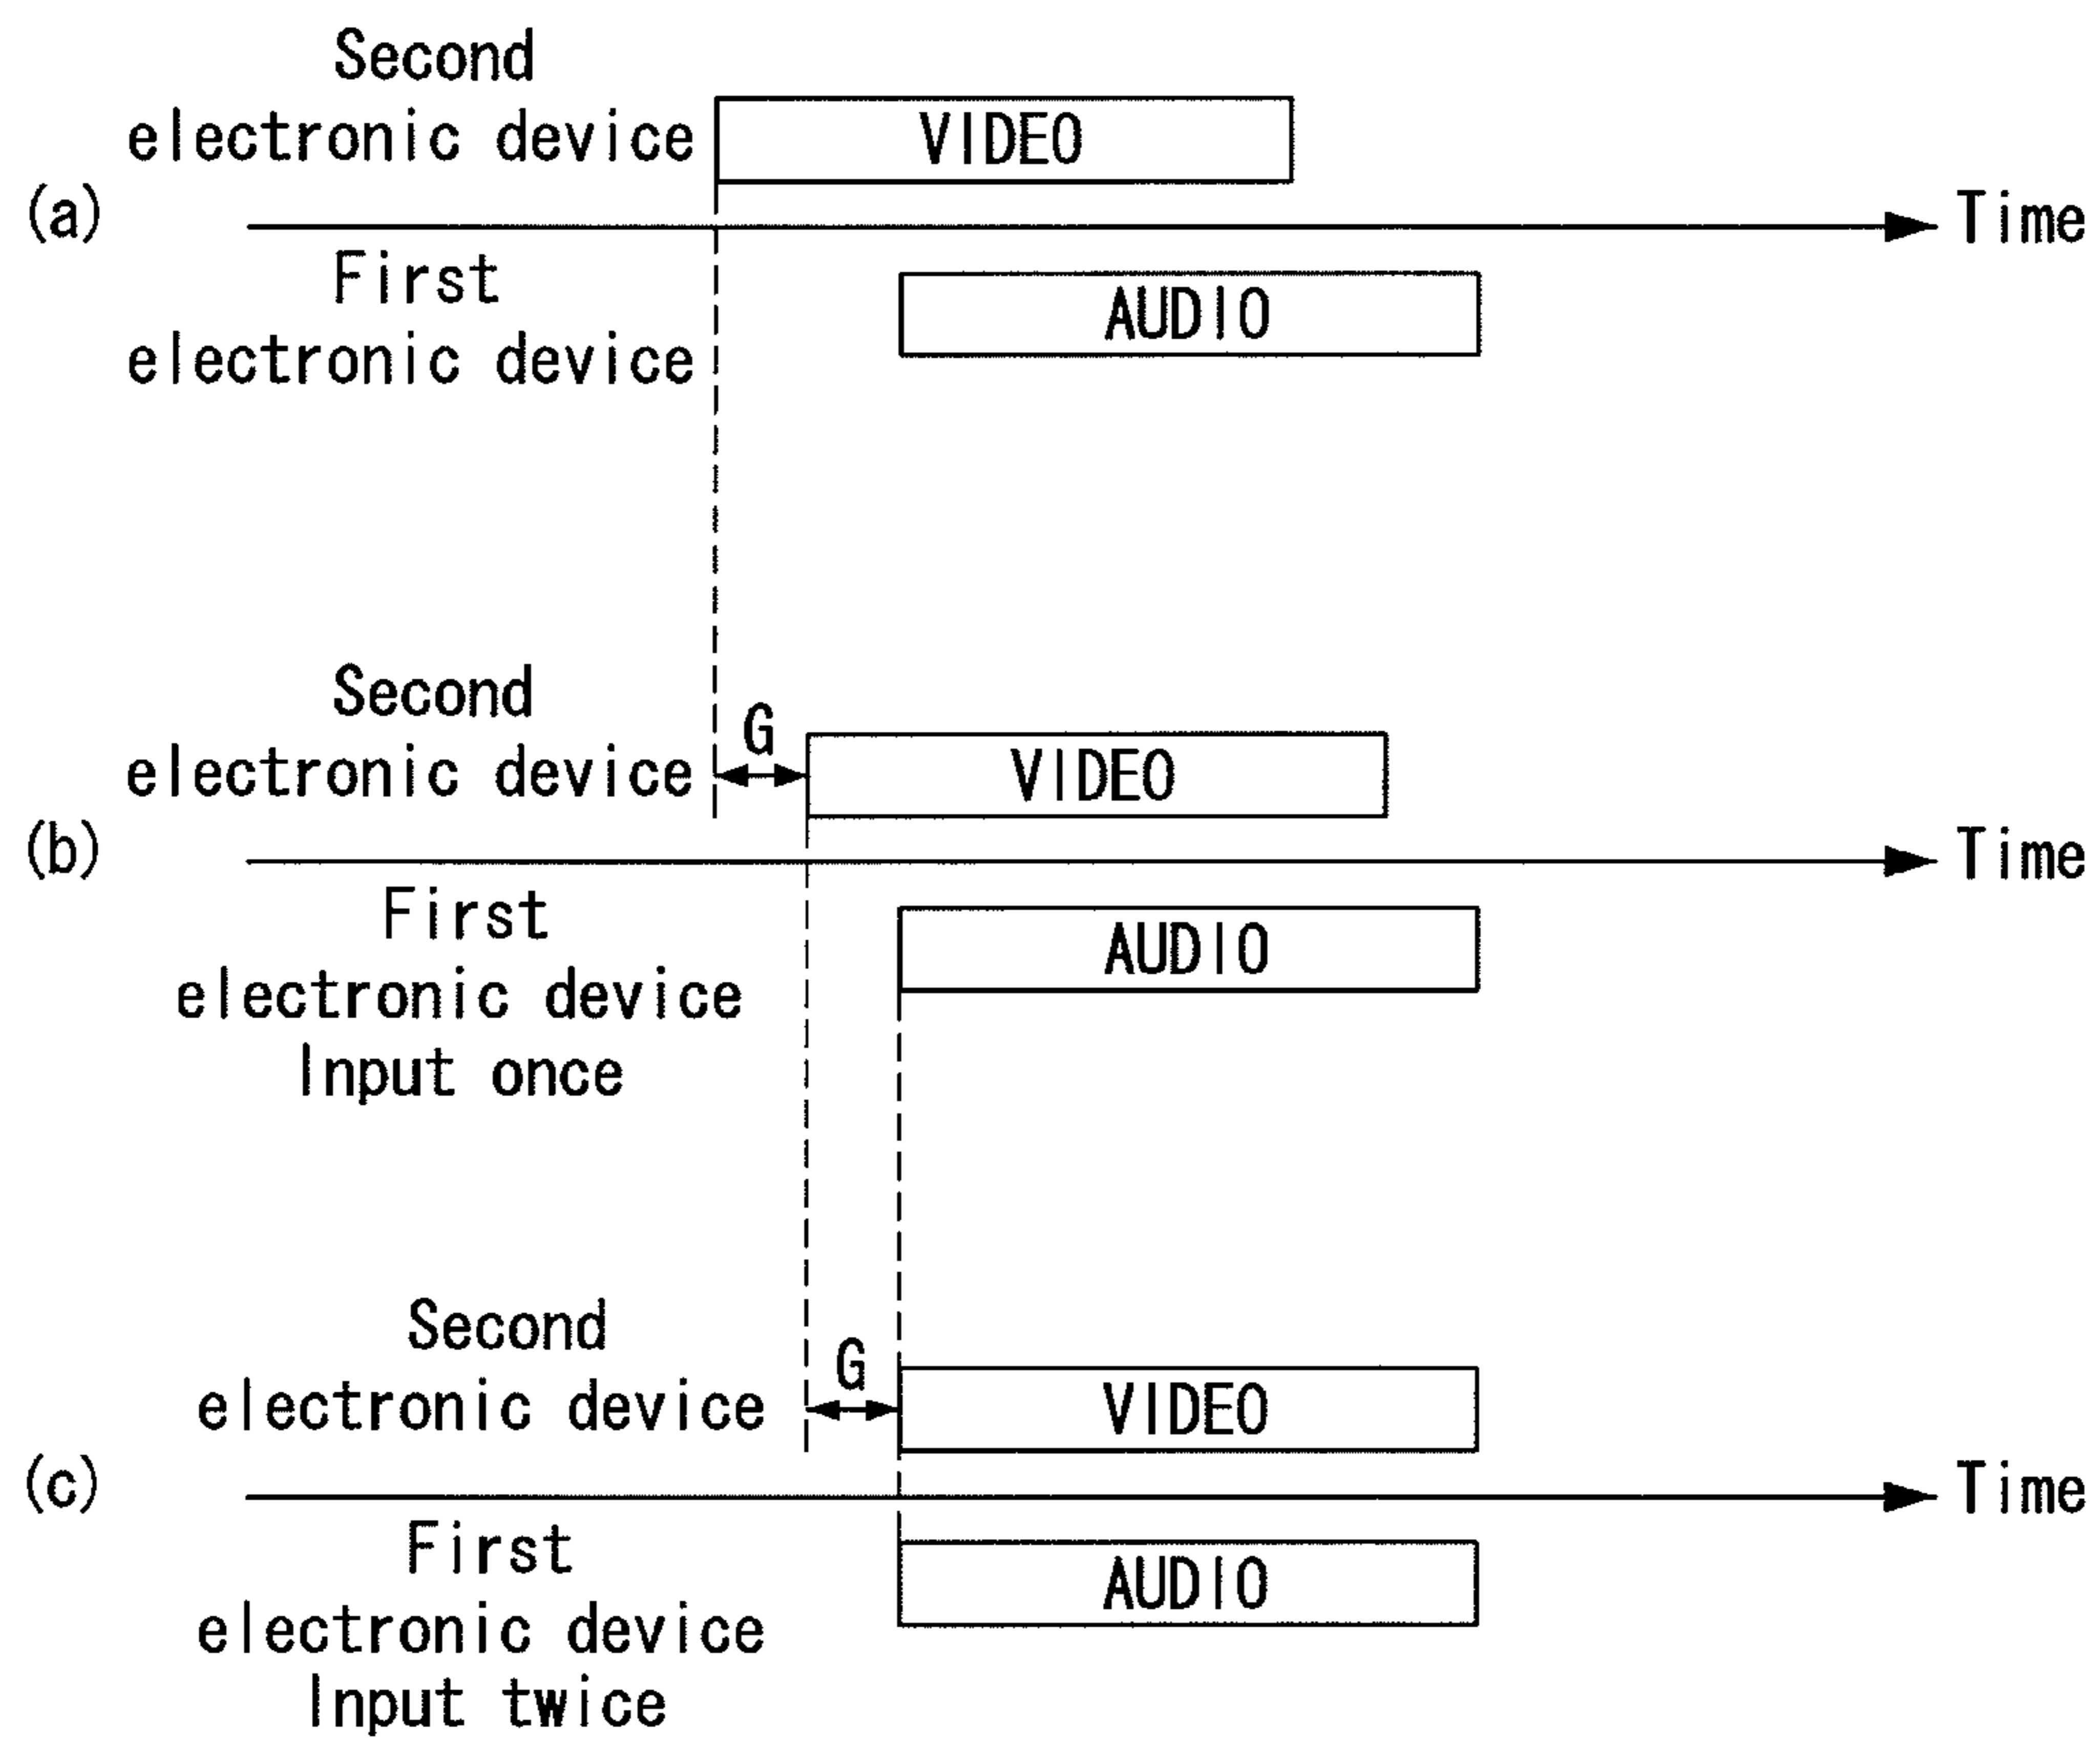 Second
electronic device
VIDEO
(a)
Time
First
electronic device
AUDIO
Second
electronic device
G
VIDEO
(b)
Time
First
electronic device
Input once
AUDIO
Second
electronic device
G
VIDEO
(c)
Time
First
electronic device
Input twice
AUDIO